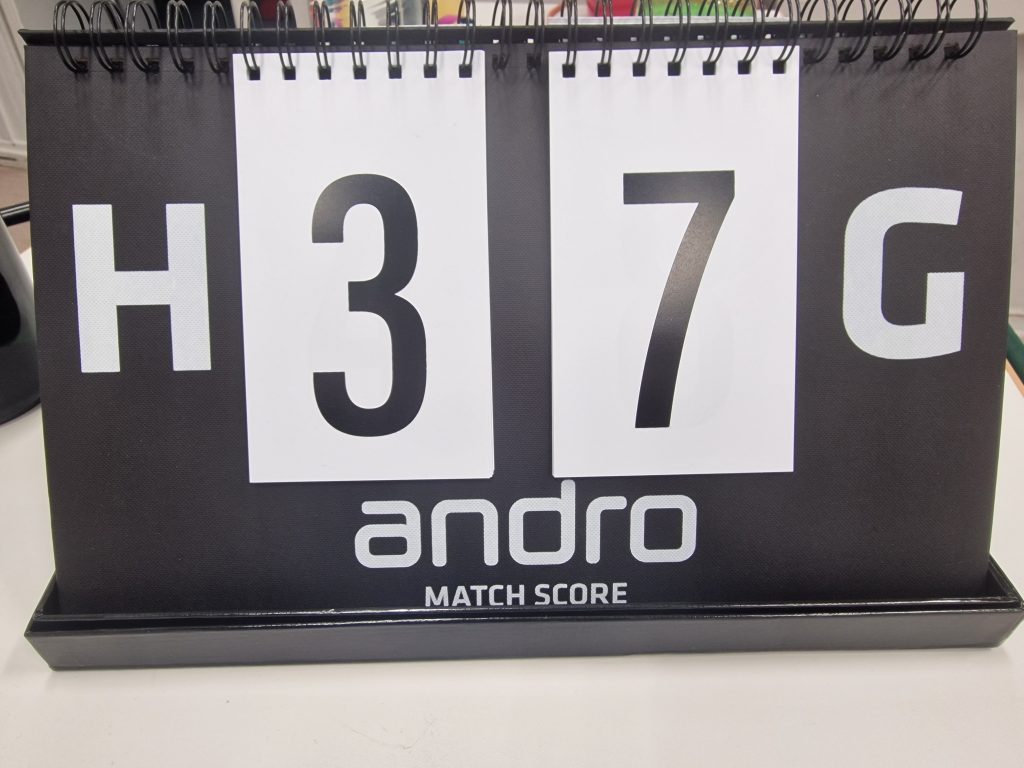 H 3 7 G
andro
MATCH SCORE